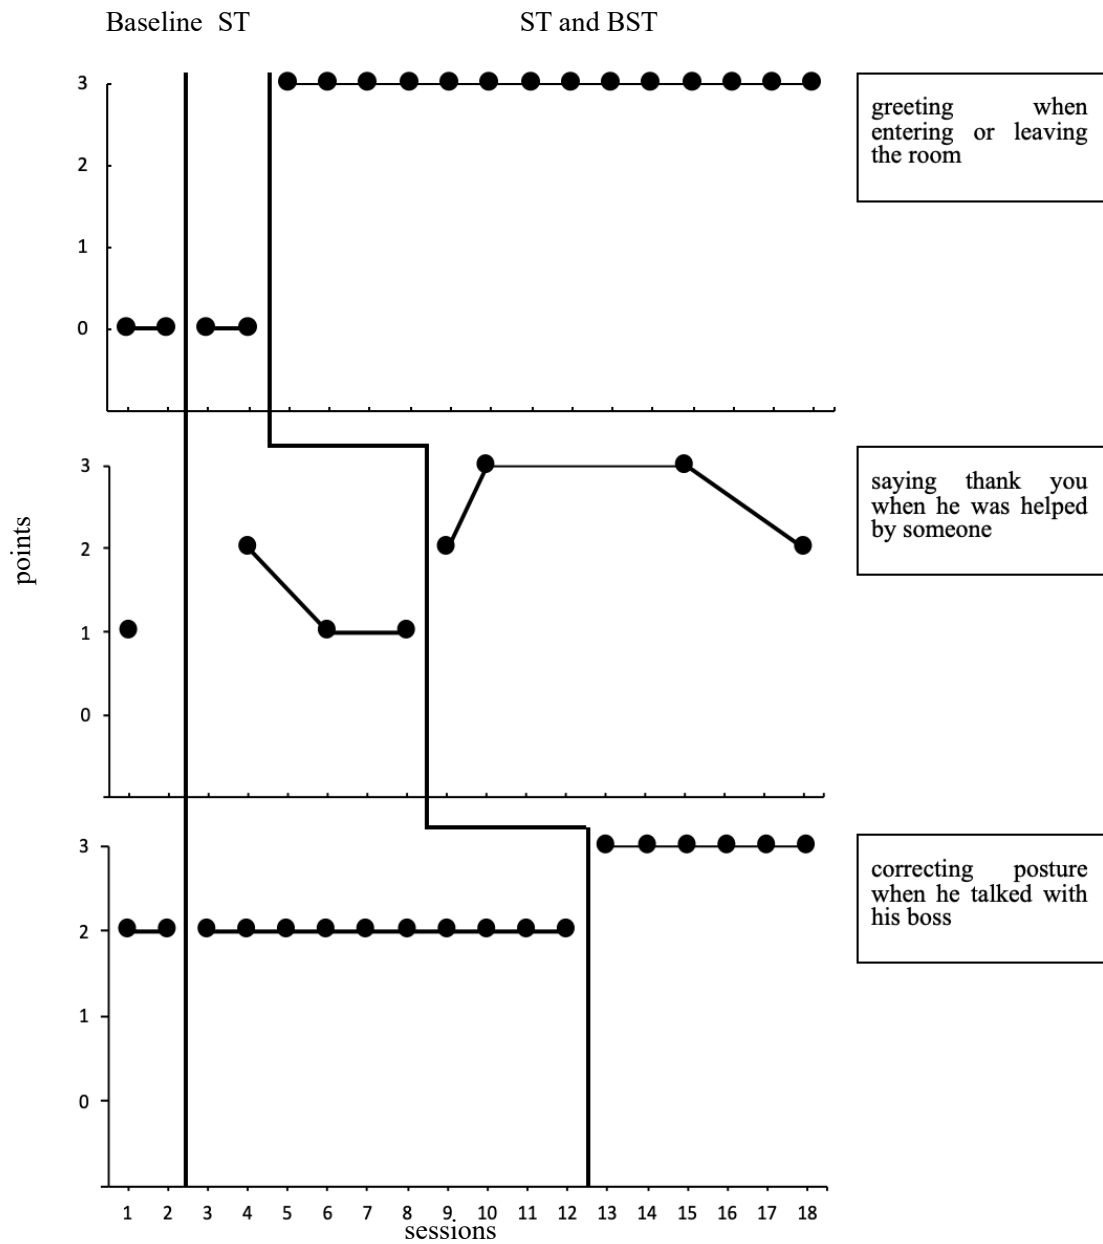 Baseline ST
ST and BST
3
2
1
0
greeting when
entering or leaving
the room
points
3
2
1
0
saying thank you
when he was helped
by someone
3
2
1
0
correcting posture
when he talked with
his boss
1 2 3 4 5 6 7 8 9 10 11 12 13 14 15 16 17 18
sessions